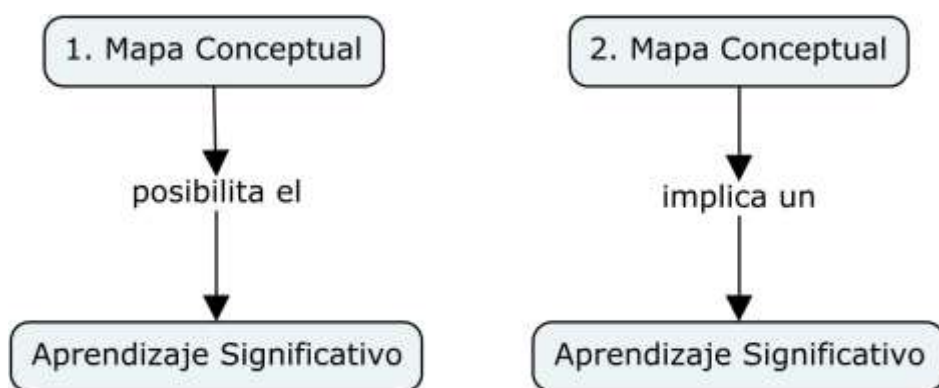 1. Mapa Conceptual
posibilita el
Aprendizaje Significativo
2. Mapa Conceptual
implica un
Aprendizaje Significativo